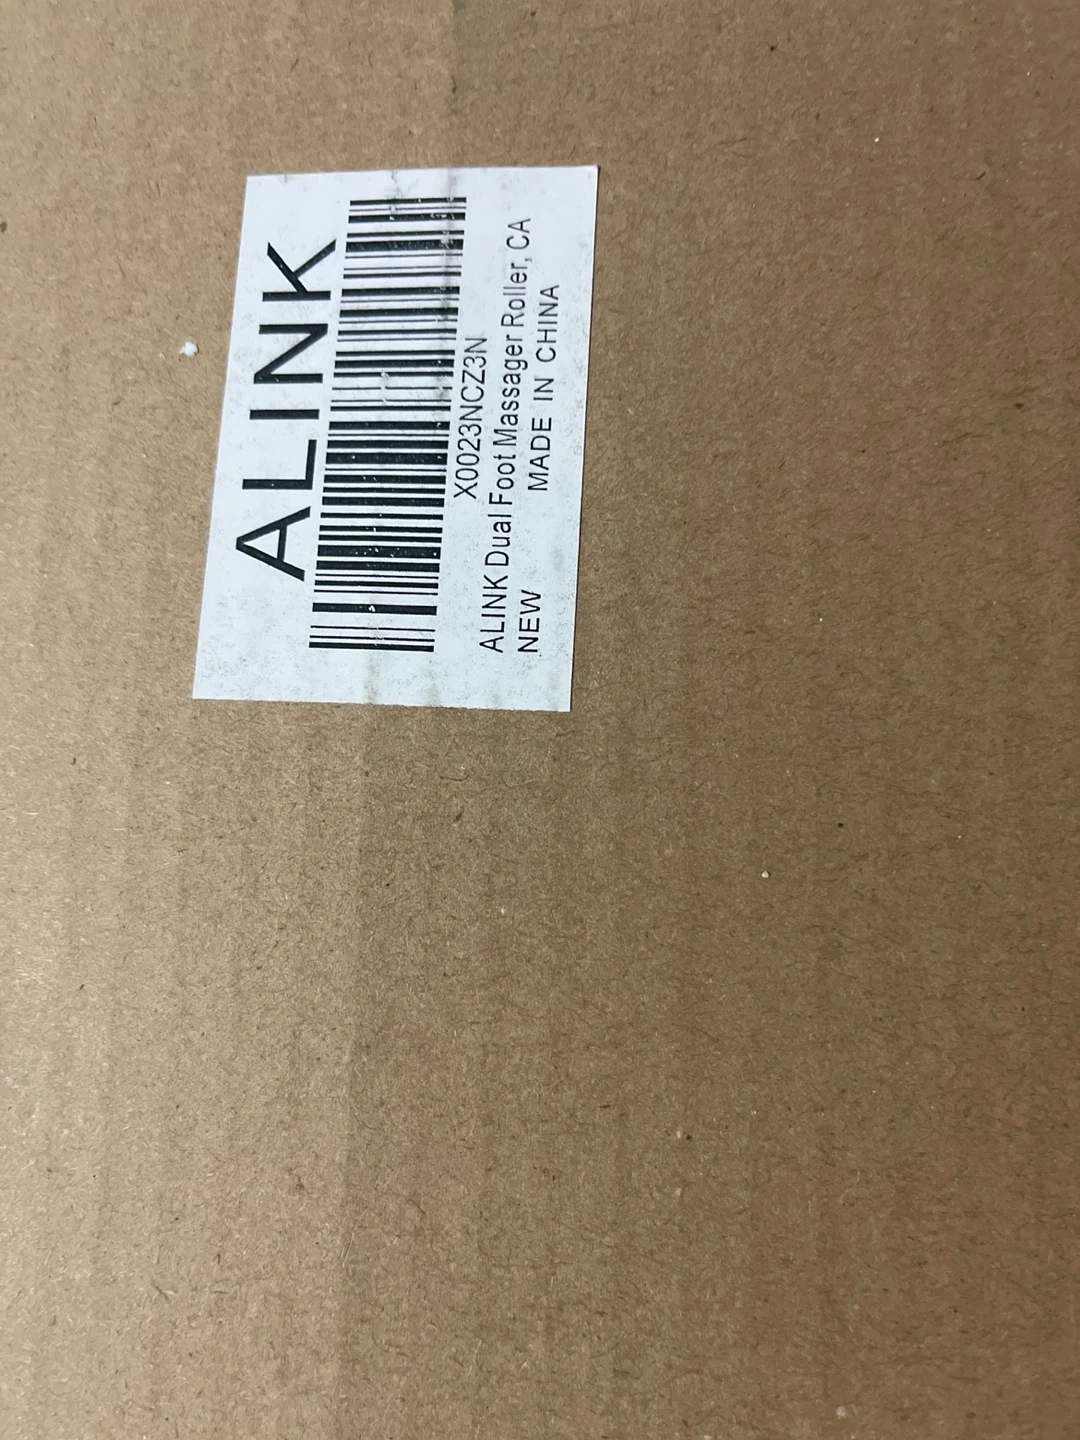 ALINK
X0023NCZ3N
ALINK Dual Foot Massager Roller, CA
NEW MADE IN CHINA